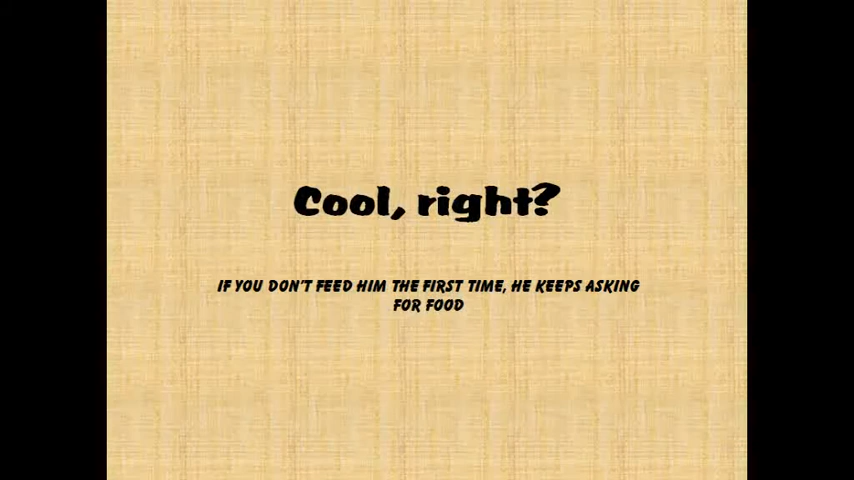 Cool, right?
IF YOU DON'T FEED HIM THE FIRST TIME, HE KEEPS ASKING
FOR FOOD